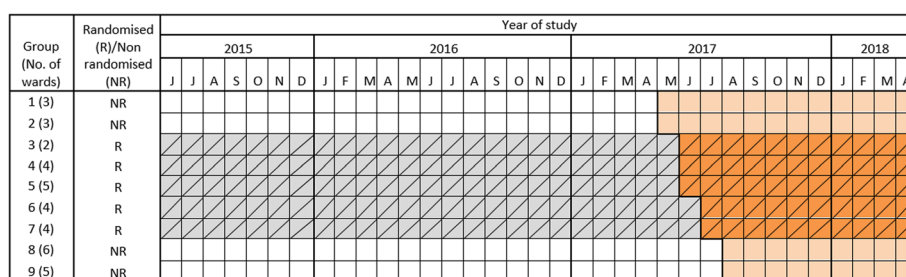 Year of study
Group (No. of wards) Randomised (R)/Non randomised (NR) 2015 2016 2017 2018
J J A S O N D J F M A M J J A S O N D J F M A M J J A S O N D J F M A
1 (3) NR
2 (3) NR
3 (2) R
4 (4) R
5 (5) R
6 (4) R
7 (4) R
8 (6) NR
9 (5) NR